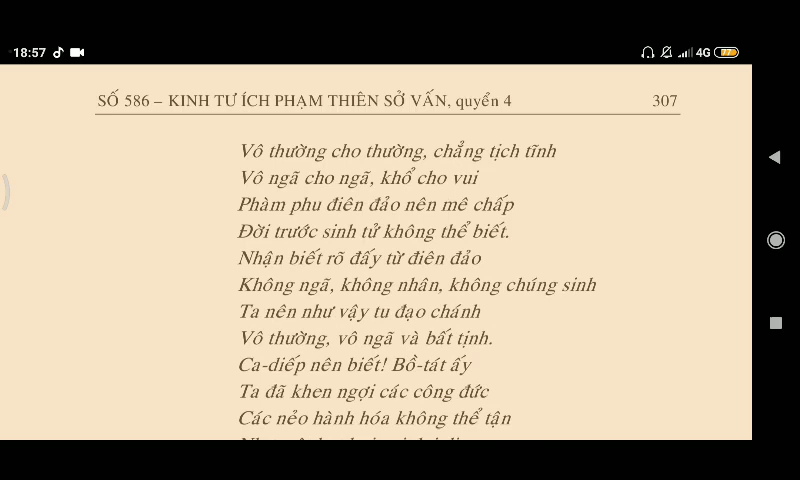 18:57
4G 77
SỐ 586 – KINH TƯ ÍCH PHẠM THIÊN SỞ VẤN, quyển 4 307
Vô thường cho thường, chẳng tịch tĩnh
Vô ngã cho ngã, khổ cho vui
Phàm phu điên đảo nên mê chấp
Đời trước sinh tử không thể biết.
Nhận biết rõ đấy từ điên đảo
Không ngã, không nhân, không chúng sinh
Ta nên như vậy tu đạo chánh
Vô thường, vô ngã và bất tịnh.
Ca-diếp nên biết! Bồ-tát ấy
Ta đã khen ngợi các công đức
Các nẻo hành hóa không thể tận